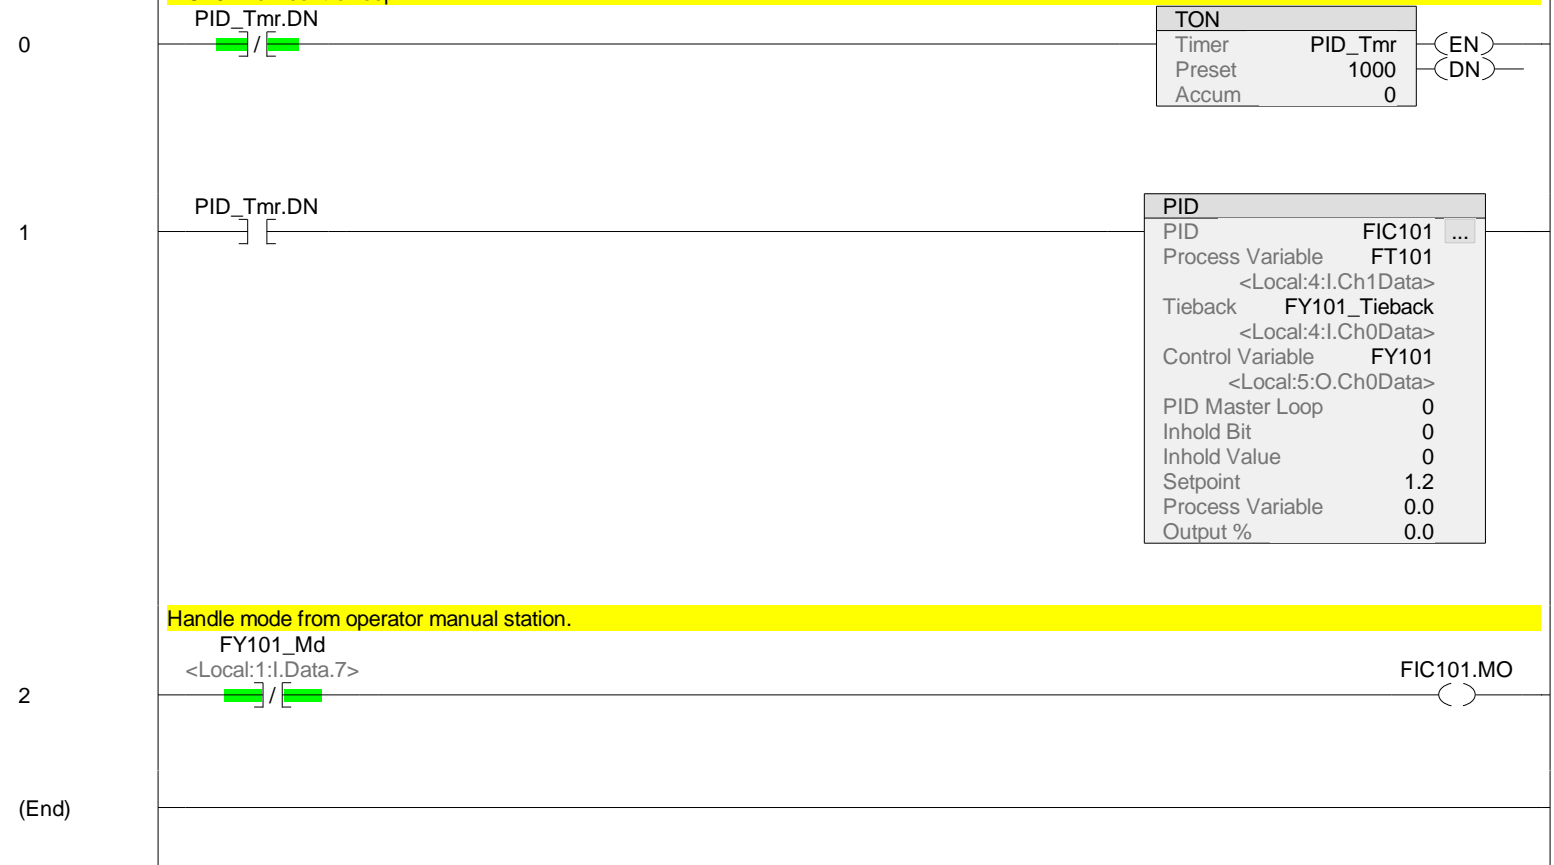 PID_Tmr.DN
TON
0
Timer PID_Tmr
EN
Preset 1000
DN
Accum 0
PID_Tmr.DN
PID
1
PID FIC101 ...
Process Variable FT101
<Local:4:I.Ch1Data>
Tieback FY101_Tieback
<Local:4:I.Ch0Data>
Control Variable FY101
<Local:5:O.Ch0Data>
PID Master Loop 0
Inhold Bit 0
Inhold Value 0
Setpoint 1.2
Process Variable 0.0
Output % 0.0
Handle mode from operator manual station.
FY101_Md
<Local:1:I.Data.7>
FIC101.MO
2
(End)